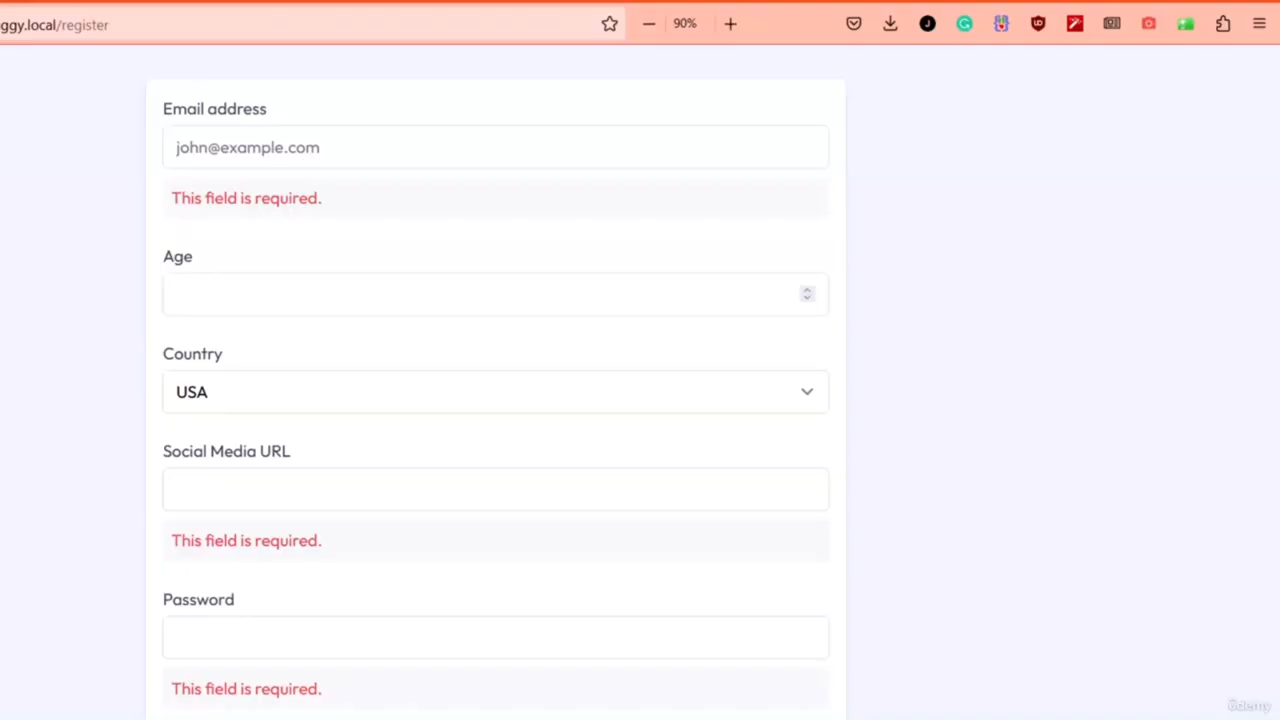 ggy.local/register
90%
Email address
john@example.com
This field is required.
Age
Country
USA
Social Media URL
This field is required.
Password
This field is required.
ûdemy